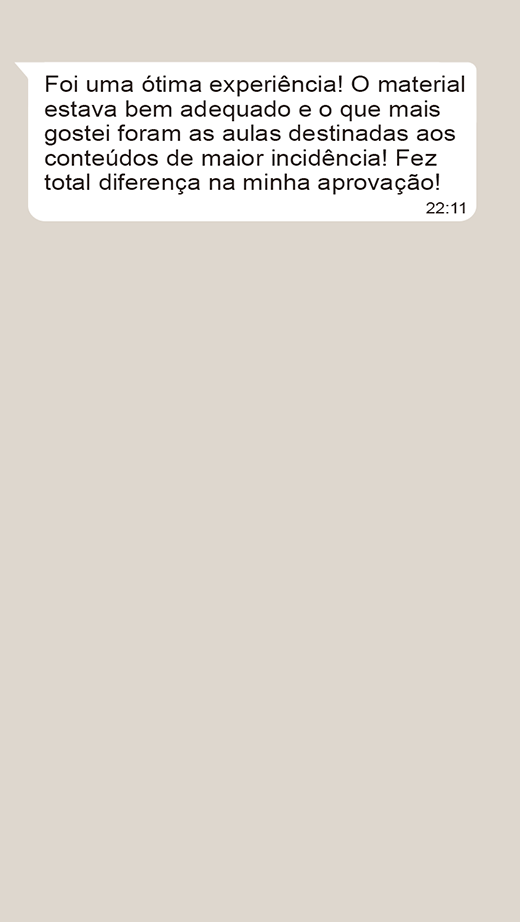 Foi uma ótima experiência! O material
estava bem adequado e o que mais
gostei foram as aulas destinadas aos
conteúdos de maior incidência! Fez
total diferença na minha aprovação!
22:11